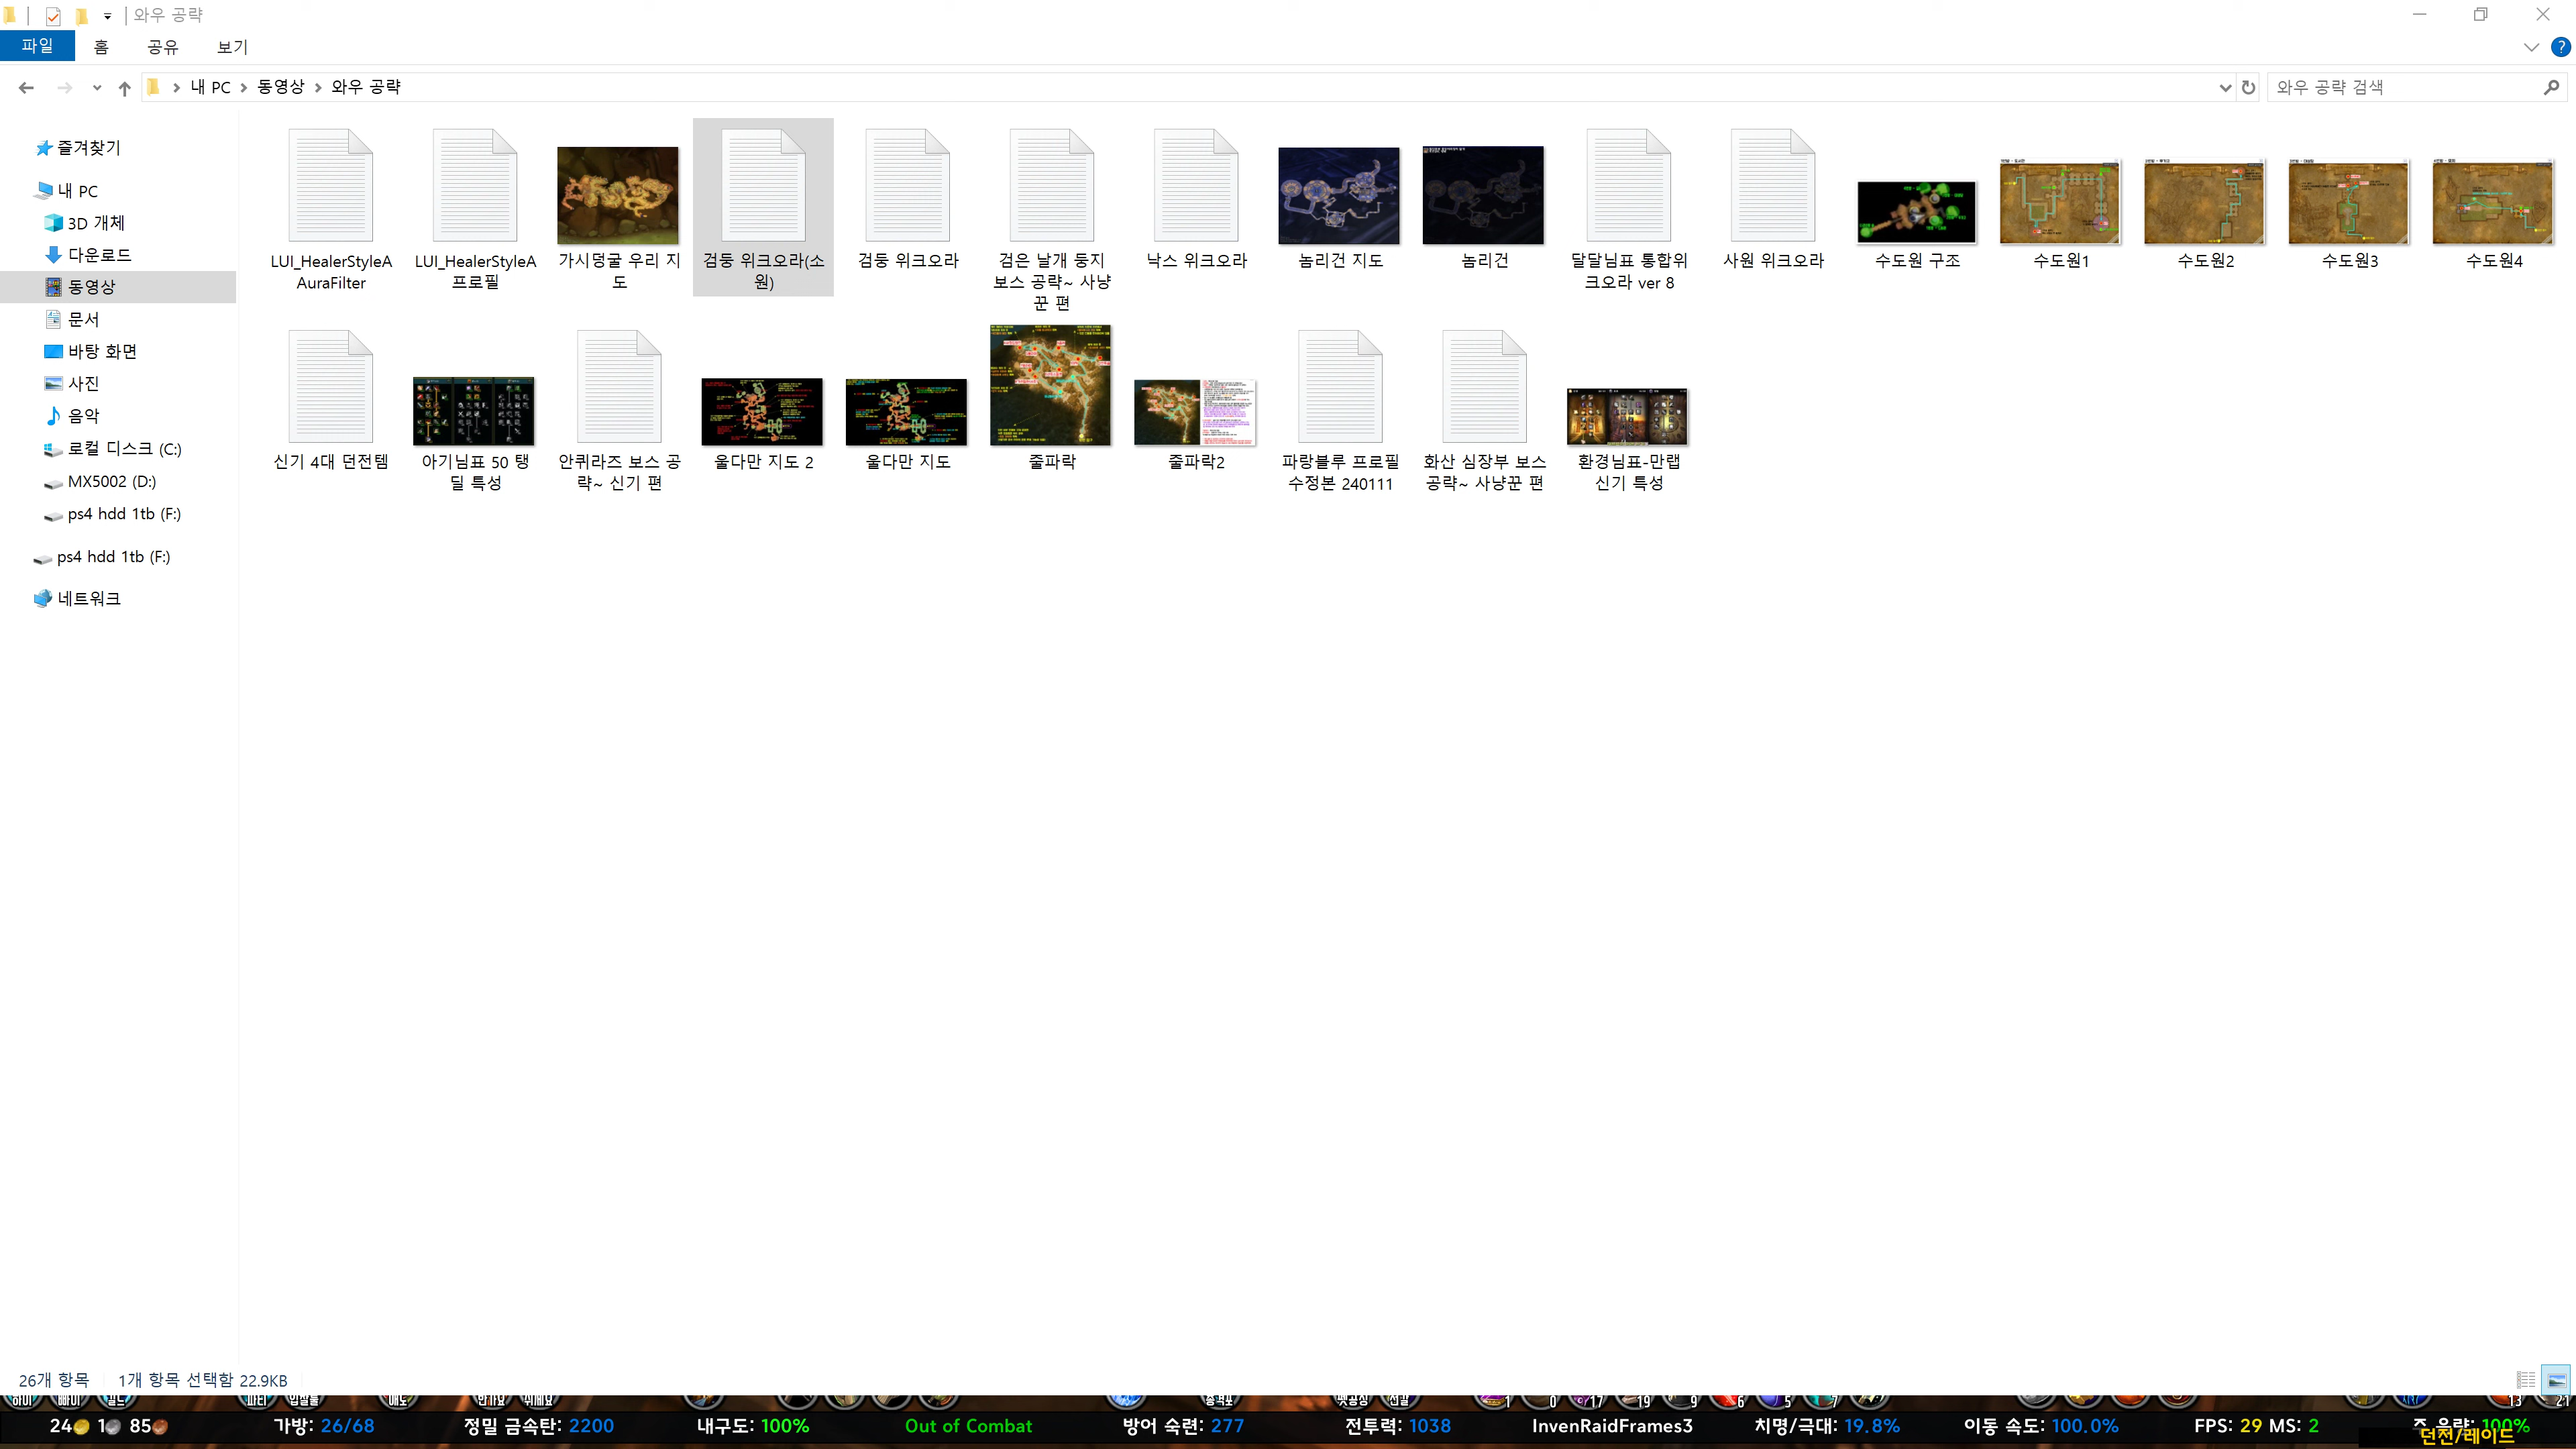 와우 공략
파일 홈 공유 보기
내 PC 동영상 와우 공략
와우 공략 검색
즐겨찾기
내 PC
3D 개체
다운로드
동영상
문서
바탕 화면
사진
음악
로컬 디스크 (C:)
MX5002 (D:)
ps4 hdd 1tb (F:)
ps4 hdd 1tb (F:)
네트워크
LUI_HealerStyleA
AuraFilter
LUI_HealerStyleA
프로필
가시덩굴 우리 지
도
검둥 위크오라(소
원)
검둥 위크오라
검은 날개 둥지
보스 공략~ 사냥
꾼 편
낙스 위크오라
놈리건 지도
놈리건
달달님표 통합위
크오라 ver 8
사원 위크오라
수도원 구조
수도원1
수도원2
수도원3
수도원4
신기 4대 던전템
아기님표 50 탱
딜 특성
안퀴라즈 보스 공
략~ 신기 편
울다만 지도 2
울다만 지도
줄파락
줄파락2
파랑블루 프로필
수정본 240111
화산 심장부 보스
공략~ 사냥꾼 편
환경님표-만랩
신기 특성
26개 항목 1개 항목 선택함 22.9KB
24 1 85 가방: 26/68 정밀 금속탄: 2200 내구도: 100% Out of Combat 방어 숙련: 277 전투력: 1038 InvenRaidFrames3 치명/극대: 19.8% 이동 속도: 100.0% FPS: 29 MS: 2 100%
던전/레이드